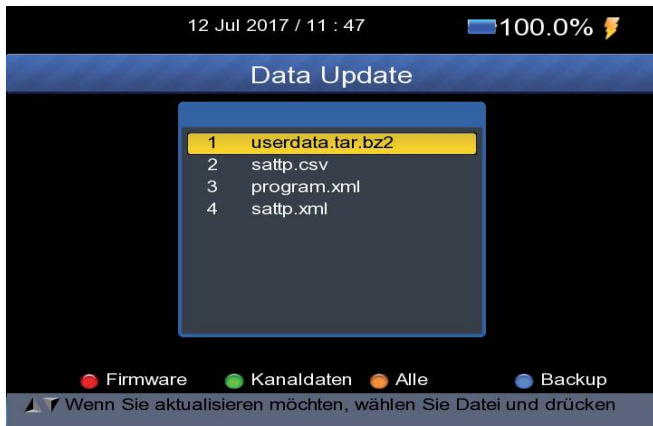 12 Jul 2017 / 11 : 47 100.0%
Data Update
1 userdata.tar.bz2
2 sattp.csv
3 program.xml
4 sattp.xml
Firmware Kanaldaten Alle Backup
Wenn Sie aktualisieren möchten, wählen Sie Datei und drücken